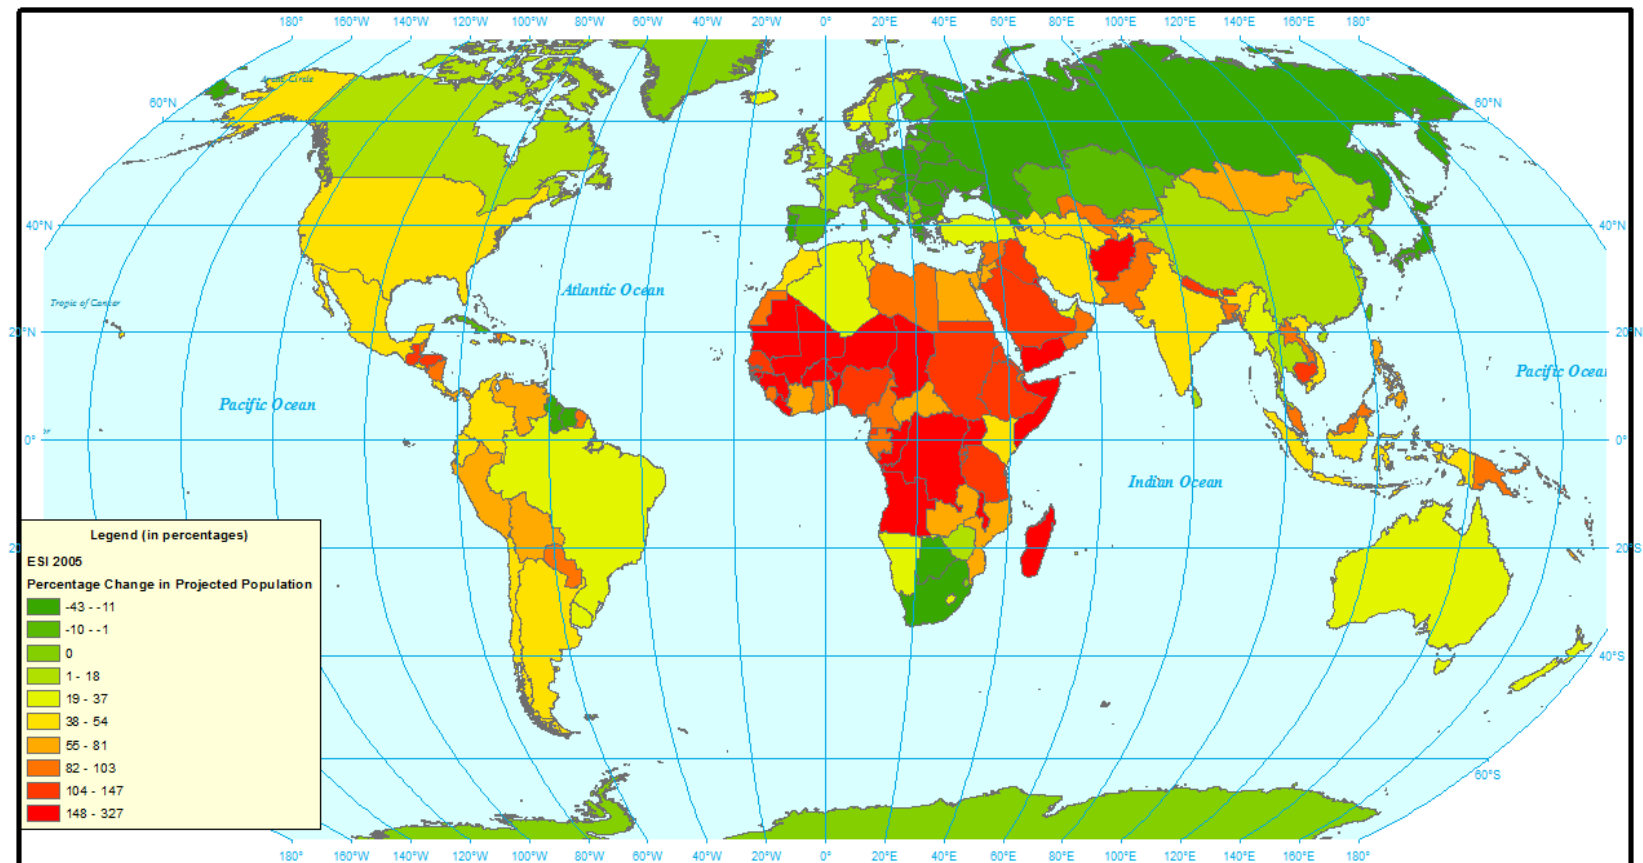 180° 160°W 140°W 120°W 100°W 80°W 60°W 40°W 20°W 0° 20°E 40°E 60°E 80°E 100°E 120°E 140°E 160°E 180°
Arctic Circle
60°N 60°N
40°N 40°N
Atlantic Ocean
Tropic of Cancer
20°N 20°N
Pacific Ocean Pacific Ocean
0° 0°
Indian Ocean
20°S
Legend (in percentages)
ESI 2005
Percentage Change in Projected Population
-43 - -11
-10 - -1
0
1 - 18
19 - 37
38 - 54
55 - 81
82 - 103
104 - 147
148 - 327
40°S
60°S
180° 160°W 140°W 120°W 100°W 80°W 60°W 40°W 20°W 0° 20°E 40°E 60°E 80°E 100°E 120°E 140°E 160°E 180°